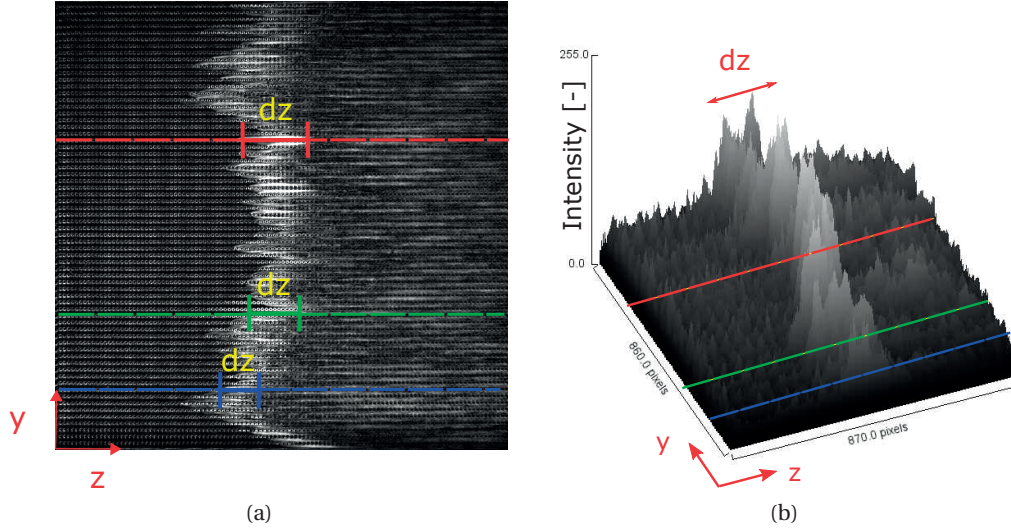 dz
dz
dz
y
z
(a)
255.0
Intensity [-]
0.0
dz
860.0 pixels
870.0 pixels
y
z
(b)